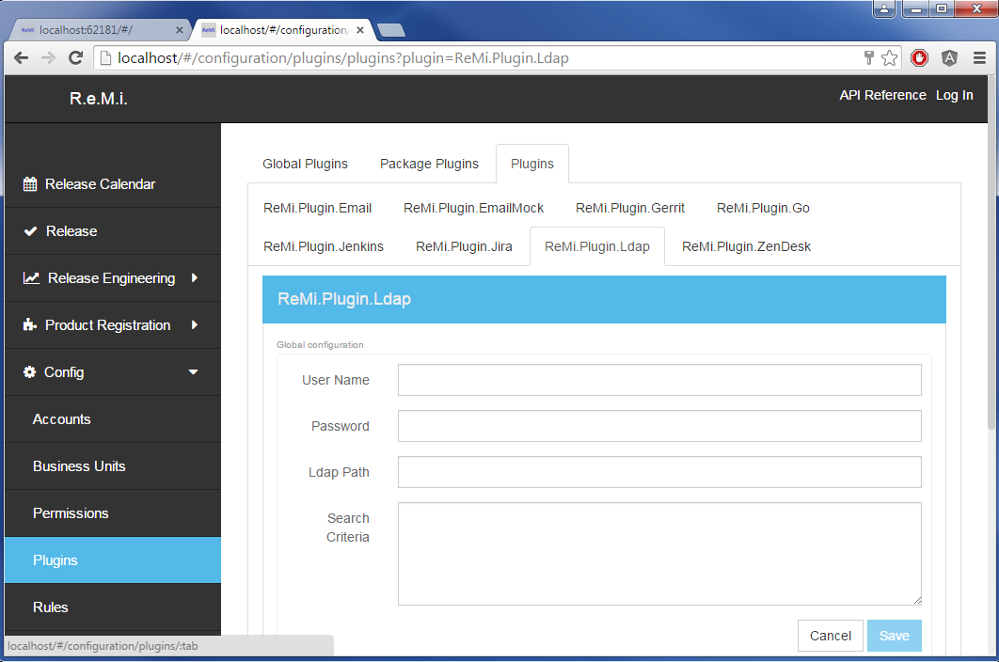 ReMi localhost:62181/#/
ReMi localhost/#/configuration
localhost/#/configuration/plugins/plugins?plugin=ReMi.Plugin.Ldap
R.e.M.i.
API Reference Log In
Release Calendar
Release
Release Engineering
Product Registration
Config
Accounts
Business Units
Permissions
Plugins
Rules
Global Plugins Package Plugins Plugins
ReMi.Plugin.Email ReMi.Plugin.EmailMock ReMi.Plugin.Gerrit ReMi.Plugin.Go
ReMi.Plugin.Jenkins ReMi.Plugin.Jira ReMi.Plugin.Ldap ReMi.Plugin.ZenDesk
ReMi.Plugin.Ldap
Global configuration
User Name
Password
Ldap Path
Search
Criteria
Cancel Save
localhost/#/configuration/plugins/:tab